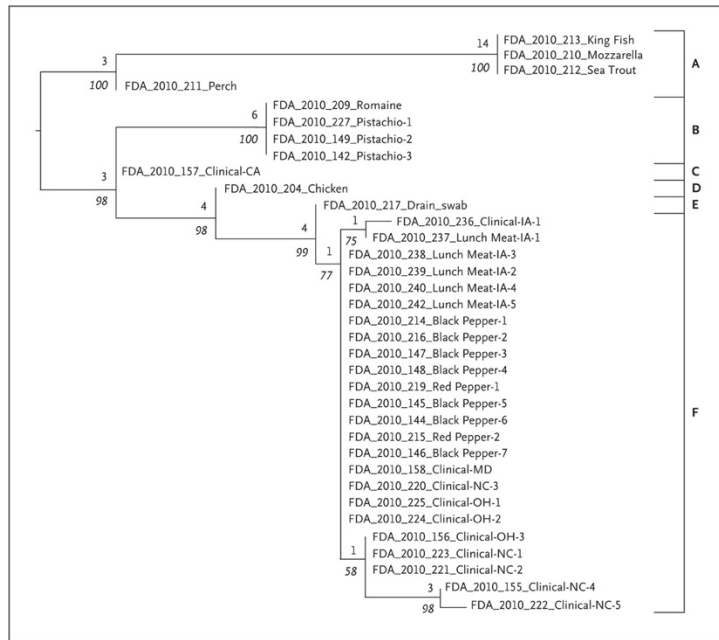 14
FDA_2010_213_King Fish
FDA_2010_210_Mozzarella
3
100
FDA_2010_212_Sea Trout
A
100
FDA_2010_211_Perch
FDA_2010_209_Romaine
6
FDA_2010_227_Pistachio-1
100
FDA_2010_149_Pistachio-2
B
FDA_2010_142_Pistachio-3
3
FDA_2010_157_Clinical-CA
C
98
FDA_2010_204_Chicken
D
4
FDA_2010_217_Drain_swab
E
98
4
1
FDA_2010_236_Clinical-IA-1
99
1
75
FDA_2010_237_Lunch Meat-IA-1
77
FDA_2010_238_Lunch Meat-IA-3
FDA_2010_239_Lunch Meat-IA-2
FDA_2010_240_Lunch Meat-IA-4
FDA_2010_242_Lunch Meat-IA-5
FDA_2010_214_Black Pepper-1
FDA_2010_216_Black Pepper-2
FDA_2010_147_Black Pepper-3
FDA_2010_148_Black Pepper-4
FDA_2010_219_Red Pepper-1
FDA_2010_145_Black Pepper-5
F
FDA_2010_144_Black Pepper-6
FDA_2010_215_Red Pepper-2
FDA_2010_146_Black Pepper-7
FDA_2010_158_Clinical-MD
FDA_2010_220_Clinical-NC-3
FDA_2010_225_Clinical-OH-1
FDA_2010_224_Clinical-OH-2
FDA_2010_156_Clinical-OH-3
1
FDA_2010_223_Clinical-NC-1
58
FDA_2010_221_Clinical-NC-2
3
FDA_2010_155_Clinical-NC-4
98
FDA_2010_222_Clinical-NC-5